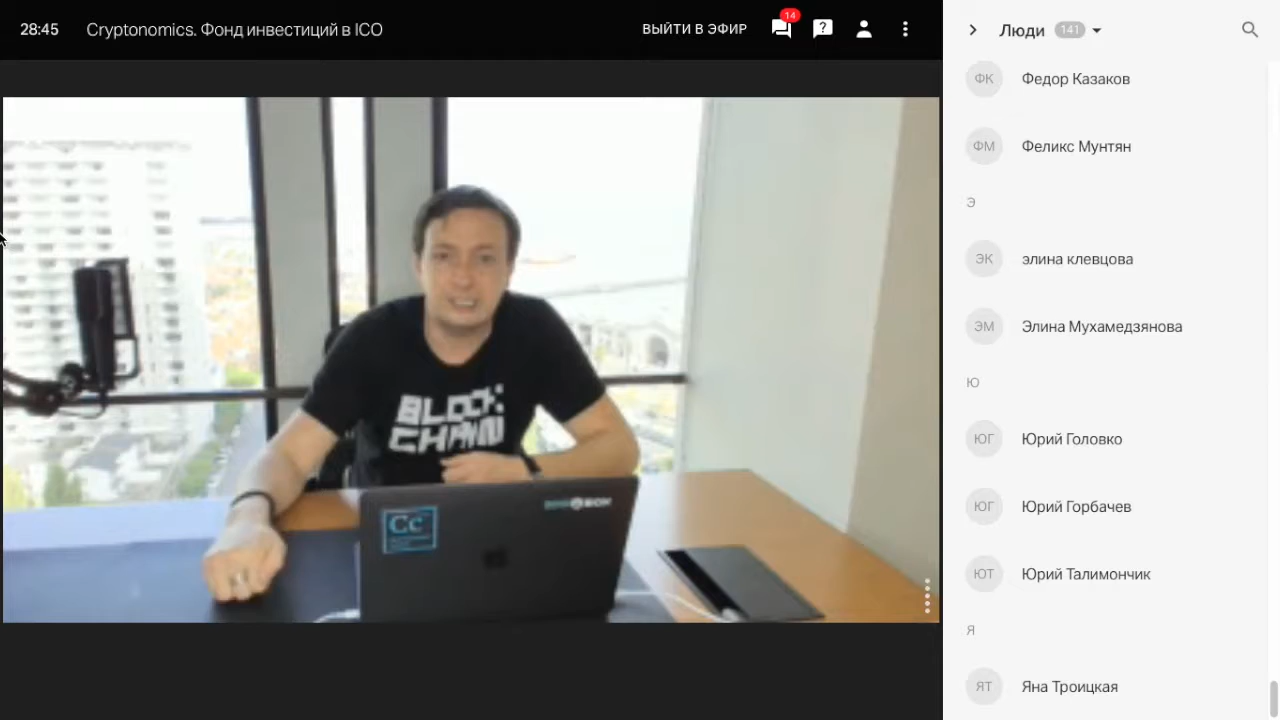 28:45
Cryptonomics. Фонд инвестиций в ICO
ВЫЙТИ В ЭФИР
14
?
Люди 141
ФК Федор Казаков
ФМ Феликс Мунтян
Э
ЭК элина клевцова
ЭМ Элина Мухамедзянова
Ю
ЮГ Юрий Головко
ЮГ Юрий Горбачев
ЮТ Юрий Талимончик
Я
ЯТ Яна Троицкая
BLOCK
CHAIN
Cc